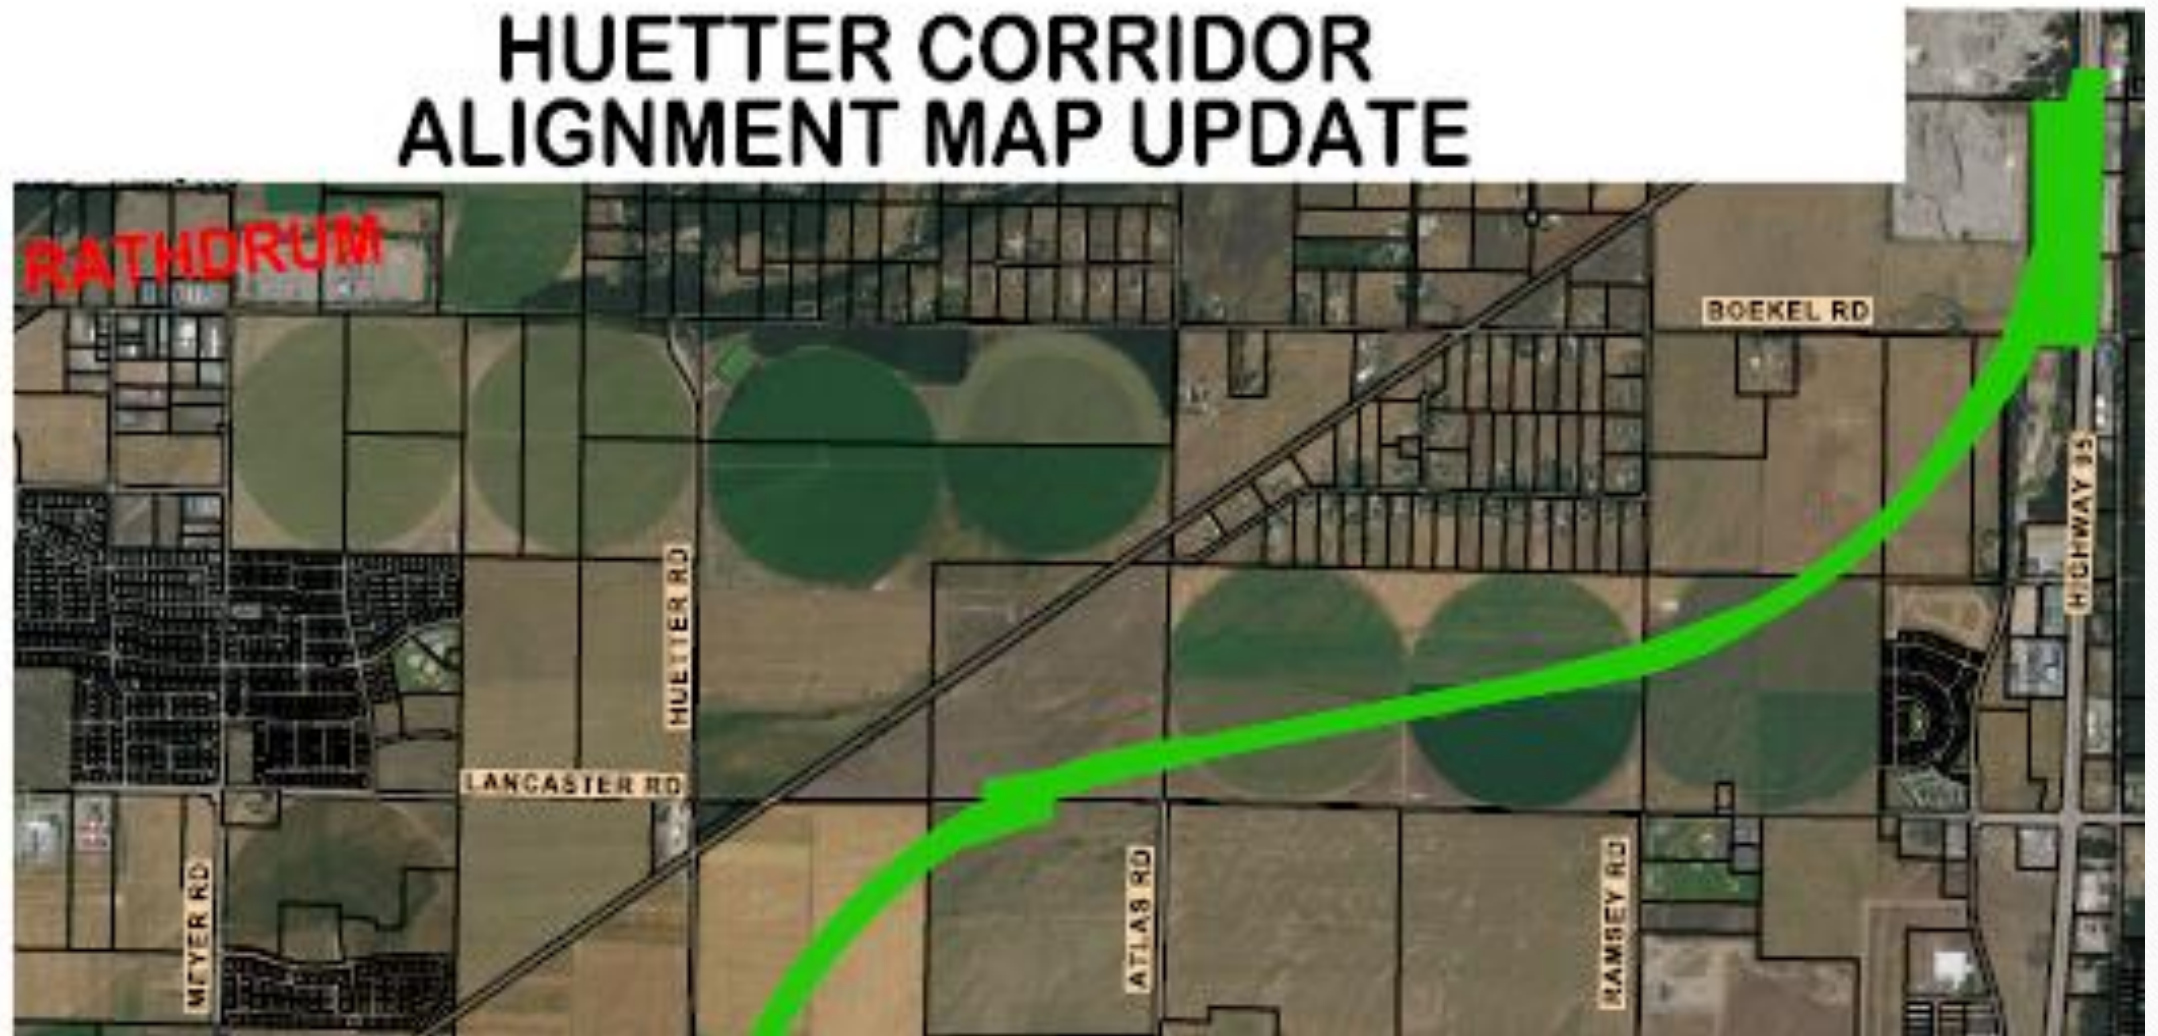 HUETTER CORRIDOR
ALIGNMENT MAP UPDATE
RATHDRUM
BOEKEL RD
HIGHWAY 95
HUETTER RD
LANCASTER RD
MEYER RD
ATLAS RD
RAMSEY RD